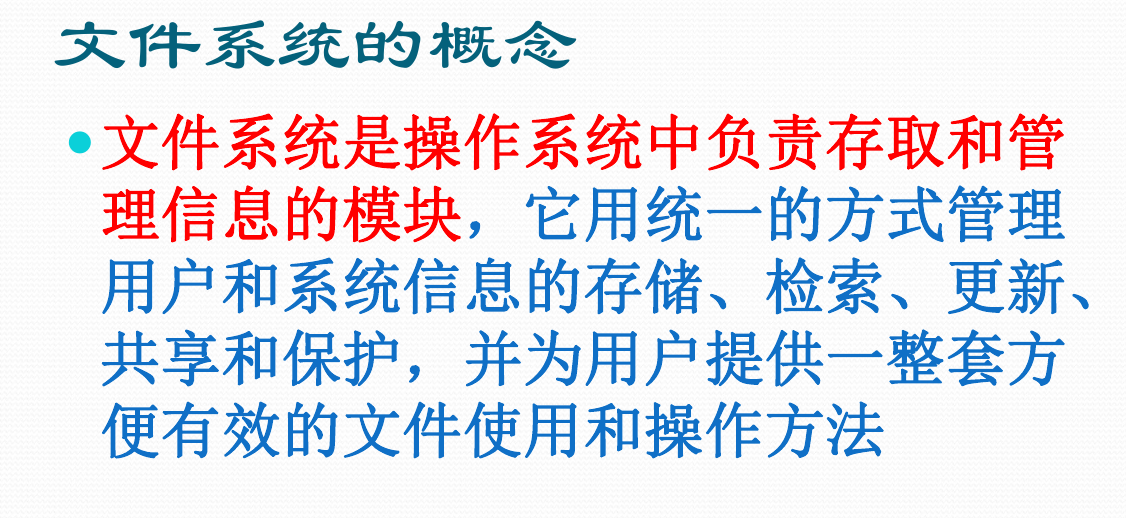 文件系统的概念
文件系统是操作系统中负责存取和管
理信息的模块，它用统一的方式管理
用户和系统信息的存储、检索、更新、
共享和保护，并为用户提供一整套方
便有效的文件使用和操作方法